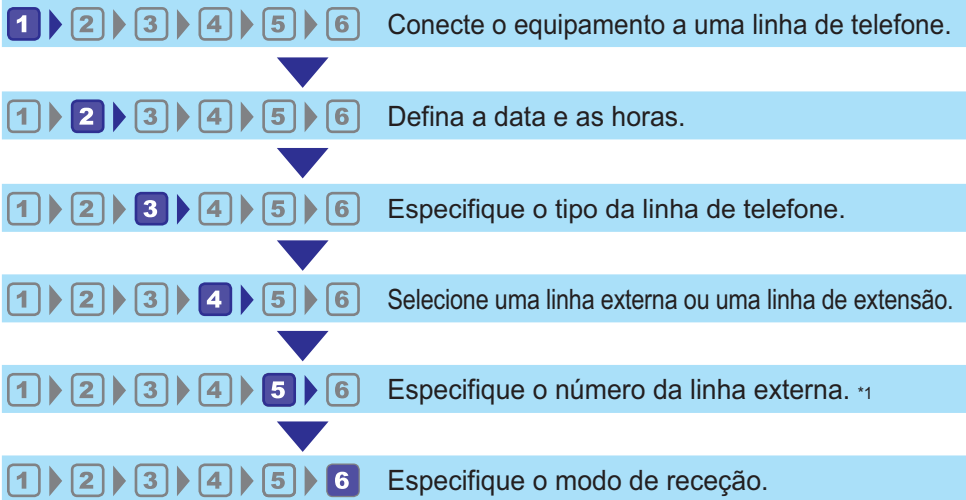 1 2 3 4 5 6 Conecte o equipamento a uma linha de telefone.
1 2 3 4 5 6 Defina a data e as horas.
1 2 3 4 5 6 Especifique o tipo da linha de telefone.
1 2 3 4 5 6 Selecione uma linha externa ou uma linha de extensão.
1 2 3 4 5 6 Especifique o número da linha externa. *1
1 2 3 4 5 6 Especifique o modo de receção.